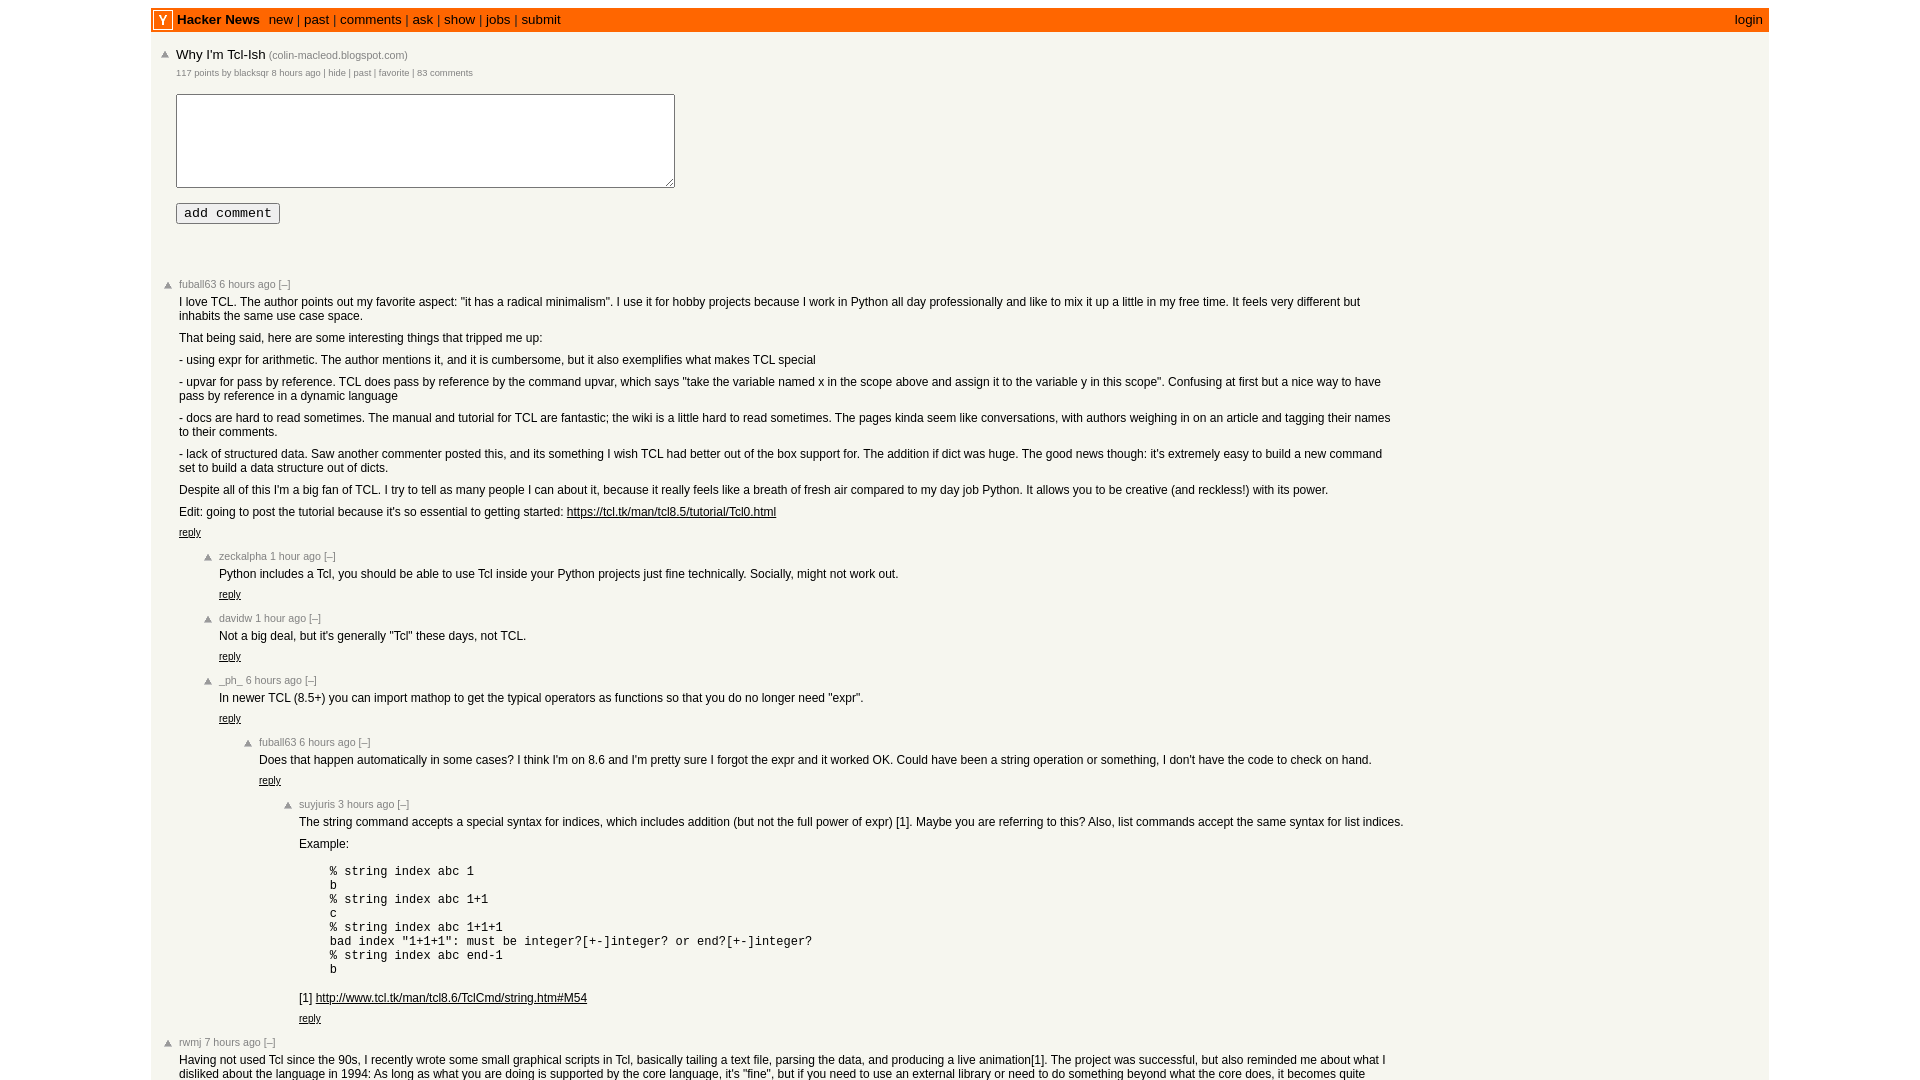 Y Hacker News new | past | comments | ask | show | jobs | submit login
Why I'm Tcl-Ish (colin-macleod.blogspot.com)
117 points by blacksqr 8 hours ago | hide | past | favorite | 83 comments
add comment
fuball63 6 hours ago [–]
I love TCL. The author points out my favorite aspect: "it has a radical minimalism". I use it for hobby projects because I work in Python all day professionally and like to mix it up a little in my free time. It feels very different but
inhabits the same use case space.
That being said, here are some interesting things that tripped me up:
- using expr for arithmetic. The author mentions it, and it is cumbersome, but it also exemplifies what makes TCL special
- upvar for pass by reference. TCL does pass by reference by the command upvar, which says "take the variable named x in the scope above and assign it to the variable y in this scope". Confusing at first but a nice way to have
pass by reference in a dynamic language
- docs are hard to read sometimes. The manual and tutorial for TCL are fantastic; the wiki is a little hard to read sometimes. The pages kinda seem like conversations, with authors weighing in on an article and tagging their names
to their comments.
- lack of structured data. Saw another commenter posted this, and its something I wish TCL had better out of the box support for. The addition if dict was huge. The good news though: it's extremely easy to build a new command
set to build a data structure out of dicts.
Despite all of this I'm a big fan of TCL. I try to tell as many people I can about it, because it really feels like a breath of fresh air compared to my day job Python. It allows you to be creative (and reckless!) with its power.
Edit: going to post the tutorial because it's so essential to getting started: https://tcl.tk/man/tcl8.5/tutorial/Tcl0.html
reply
zeckalpha 1 hour ago [–]
Python includes a Tcl, you should be able to use Tcl inside your Python projects just fine technically. Socially, might not work out.
reply
davidw 1 hour ago [–]
Not a big deal, but it's generally "Tcl" these days, not TCL.
reply
_ph_ 6 hours ago [–]
In newer TCL (8.5+) you can import mathop to get the typical operators as functions so that you do no longer need "expr".
reply
fuball63 6 hours ago [–]
Does that happen automatically in some cases? I think I'm on 8.6 and I'm pretty sure I forgot the expr and it worked OK. Could have been a string operation or something, I don't have the code to check on hand.
reply
suyjuris 3 hours ago [–]
The string command accepts a special syntax for indices, which includes addition (but not the full power of expr) [1]. Maybe you are referring to this? Also, list commands accept the same syntax for list indices.
Example:
% string index abc 1
b
% string index abc 1+1
c
% string index abc 1+1+1
bad index "1+1+1": must be integer?[+-]integer? or end?[+-]integer?
% string index abc end-1
b
[1] http://www.tcl.tk/man/tcl8.6/TclCmd/string.htm#M54
reply
rwmj 7 hours ago [–]
Having not used Tcl since the 90s, I recently wrote some small graphical scripts in Tcl, basically tailing a text file, parsing the data, and producing a live animation[1]. The project was successful, but also reminded me about what I
disliked about the language in 1994: As long as what you are doing is supported by the core language, it's "fine", but if you need to use an external library or need to do something beyond what the core does, it becomes quite